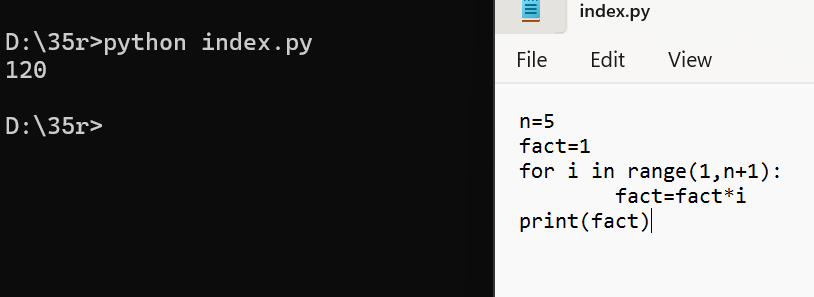 D:\35r>python index.py
120
D:\35r>
index.py
File Edit View
n=5
fact=1
for i in range(1,n+1):
        fact=fact*i
print(fact)